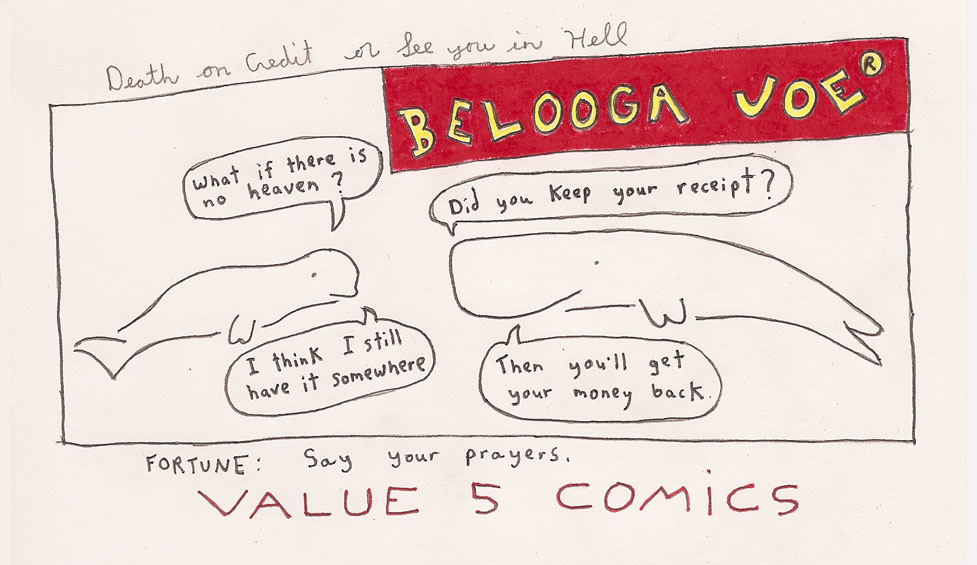 Death on Credit or See you in Hell
BELOOGA JOE®
What if there is
no heaven?
Did you keep your receipt?
I think I still
have it somewhere
Then you'll get
your money back.
FORTUNE: Say your prayers.
VALUE 5 COMICS